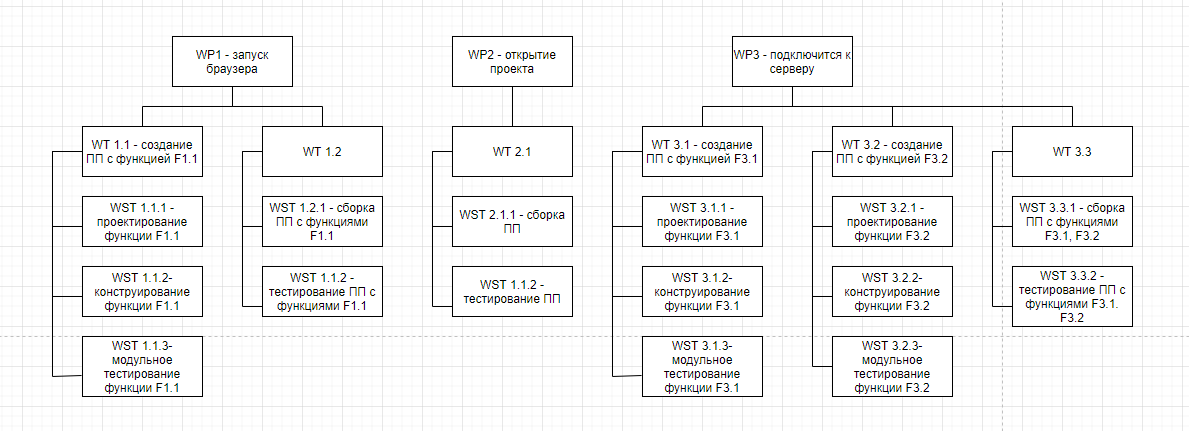 WP1 - запуск
браузера
WP2 - открытие
проекта
WP3 - подключится к
серверу
WT 1.1 - создание
ПП с функцией F1.1
WT 1.2
WT 2.1
WT 3.1 - создание
ПП с функцией F3.1
WT 3.2 - создание
ПП с функцией F3.2
WT 3.3
WST 1.1.1 -
проектирование
функции F1.1
WST 1.2.1 - сборка
ПП с функциями
F1.1
WST 2.1.1 - сборка
ПП
WST 3.1.1 -
проектирование
функции F3.1
WST 3.2.1 -
проектирование
функции F3.2
WST 3.3.1 - сборка
ПП с функциями
F3.1, F3.2
WST 1.1.2-
конструирование
функции F1.1
WST 1.1.2 -
тестирование ПП с
функциями F1.1
WST 1.1.2 -
тестирование ПП
WST 3.1.2-
конструирование
функции F3.1
WST 3.2.2-
конструирование
функции F3.2
WST 3.3.2 -
тестирование ПП с
функциями F3.1.
F3.2
WST 1.1.3-
модульное
тестирование
функции F1.1
WST 3.1.3-
модульное
тестирование
функции F3.1
WST 3.2.3-
модульное
тестирование
функции F3.2